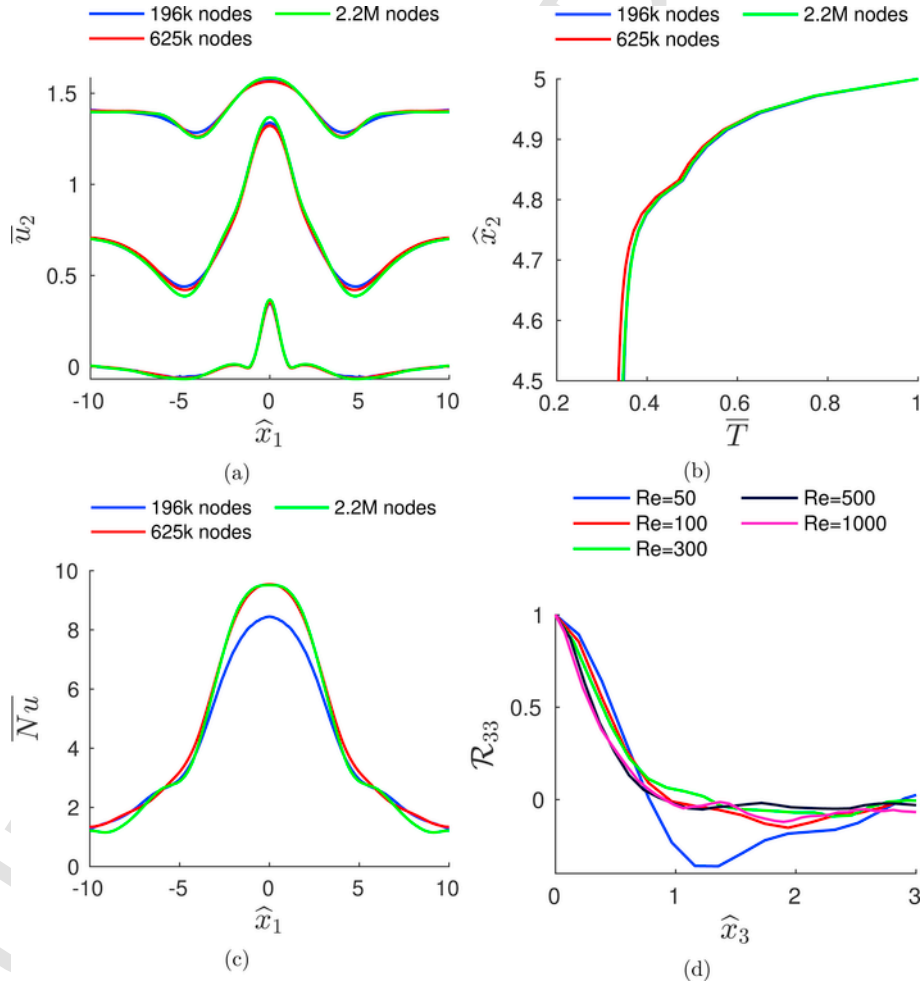 196k nodes 2.2M nodes
625k nodes
1.5
1
0.5
0
u̅₂
-10 -5 0 5 10
x̂₁
(a)
196k nodes 2.2M nodes
625k nodes
5
4.9
4.8
4.7
4.6
4.5
x̂₂
0.2 0.4 0.6 0.8 1
T̅
(b)
196k nodes 2.2M nodes
625k nodes
10
8
6
4
2
0
N̅u̅
-10 -5 0 5 10
x̂₁
(c)
Re=50 Re=500
Re=100 Re=1000
Re=300
1
0.5
0
ℛ₃₃
0 1 2 3
x̂₃
(d)